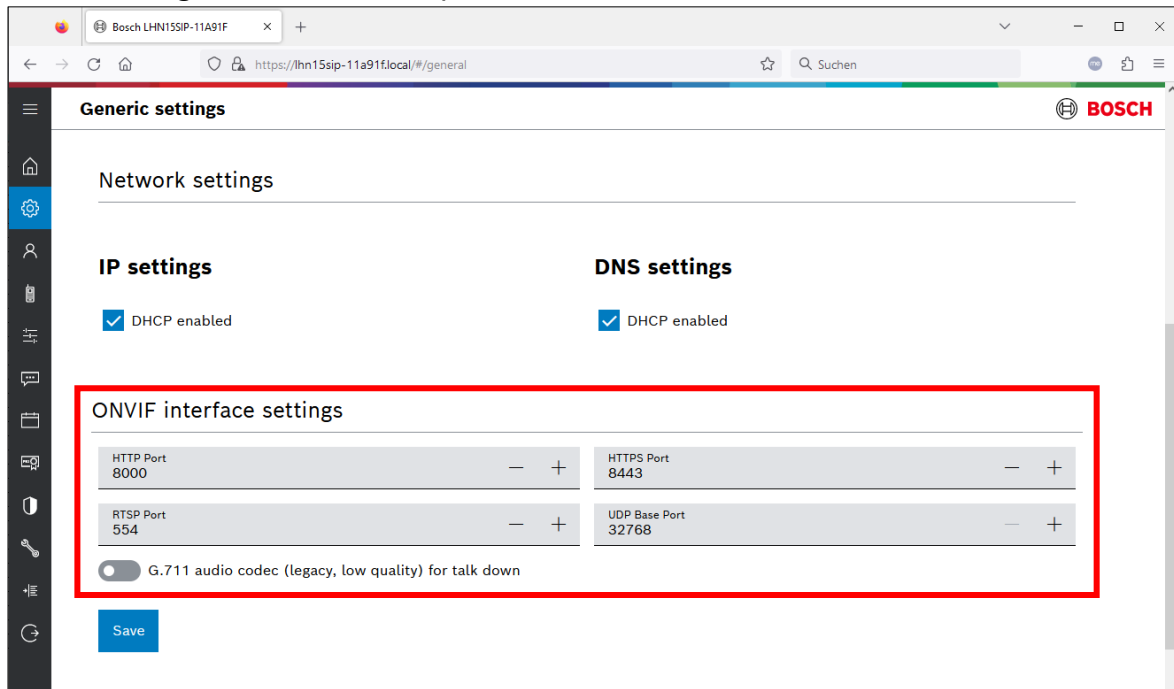 Bosch LHN15SIP-11A91F
https://lhn15sip-11a91f.local/#/general
Suchen
Generic settings
BOSCH
Network settings
IP settings
DNS settings
DHCP enabled
DHCP enabled
ONVIF interface settings
HTTP Port
8000
HTTPS Port
8443
RTSP Port
554
UDP Base Port
32768
G.711 audio codec (legacy, low quality) for talk down
Save